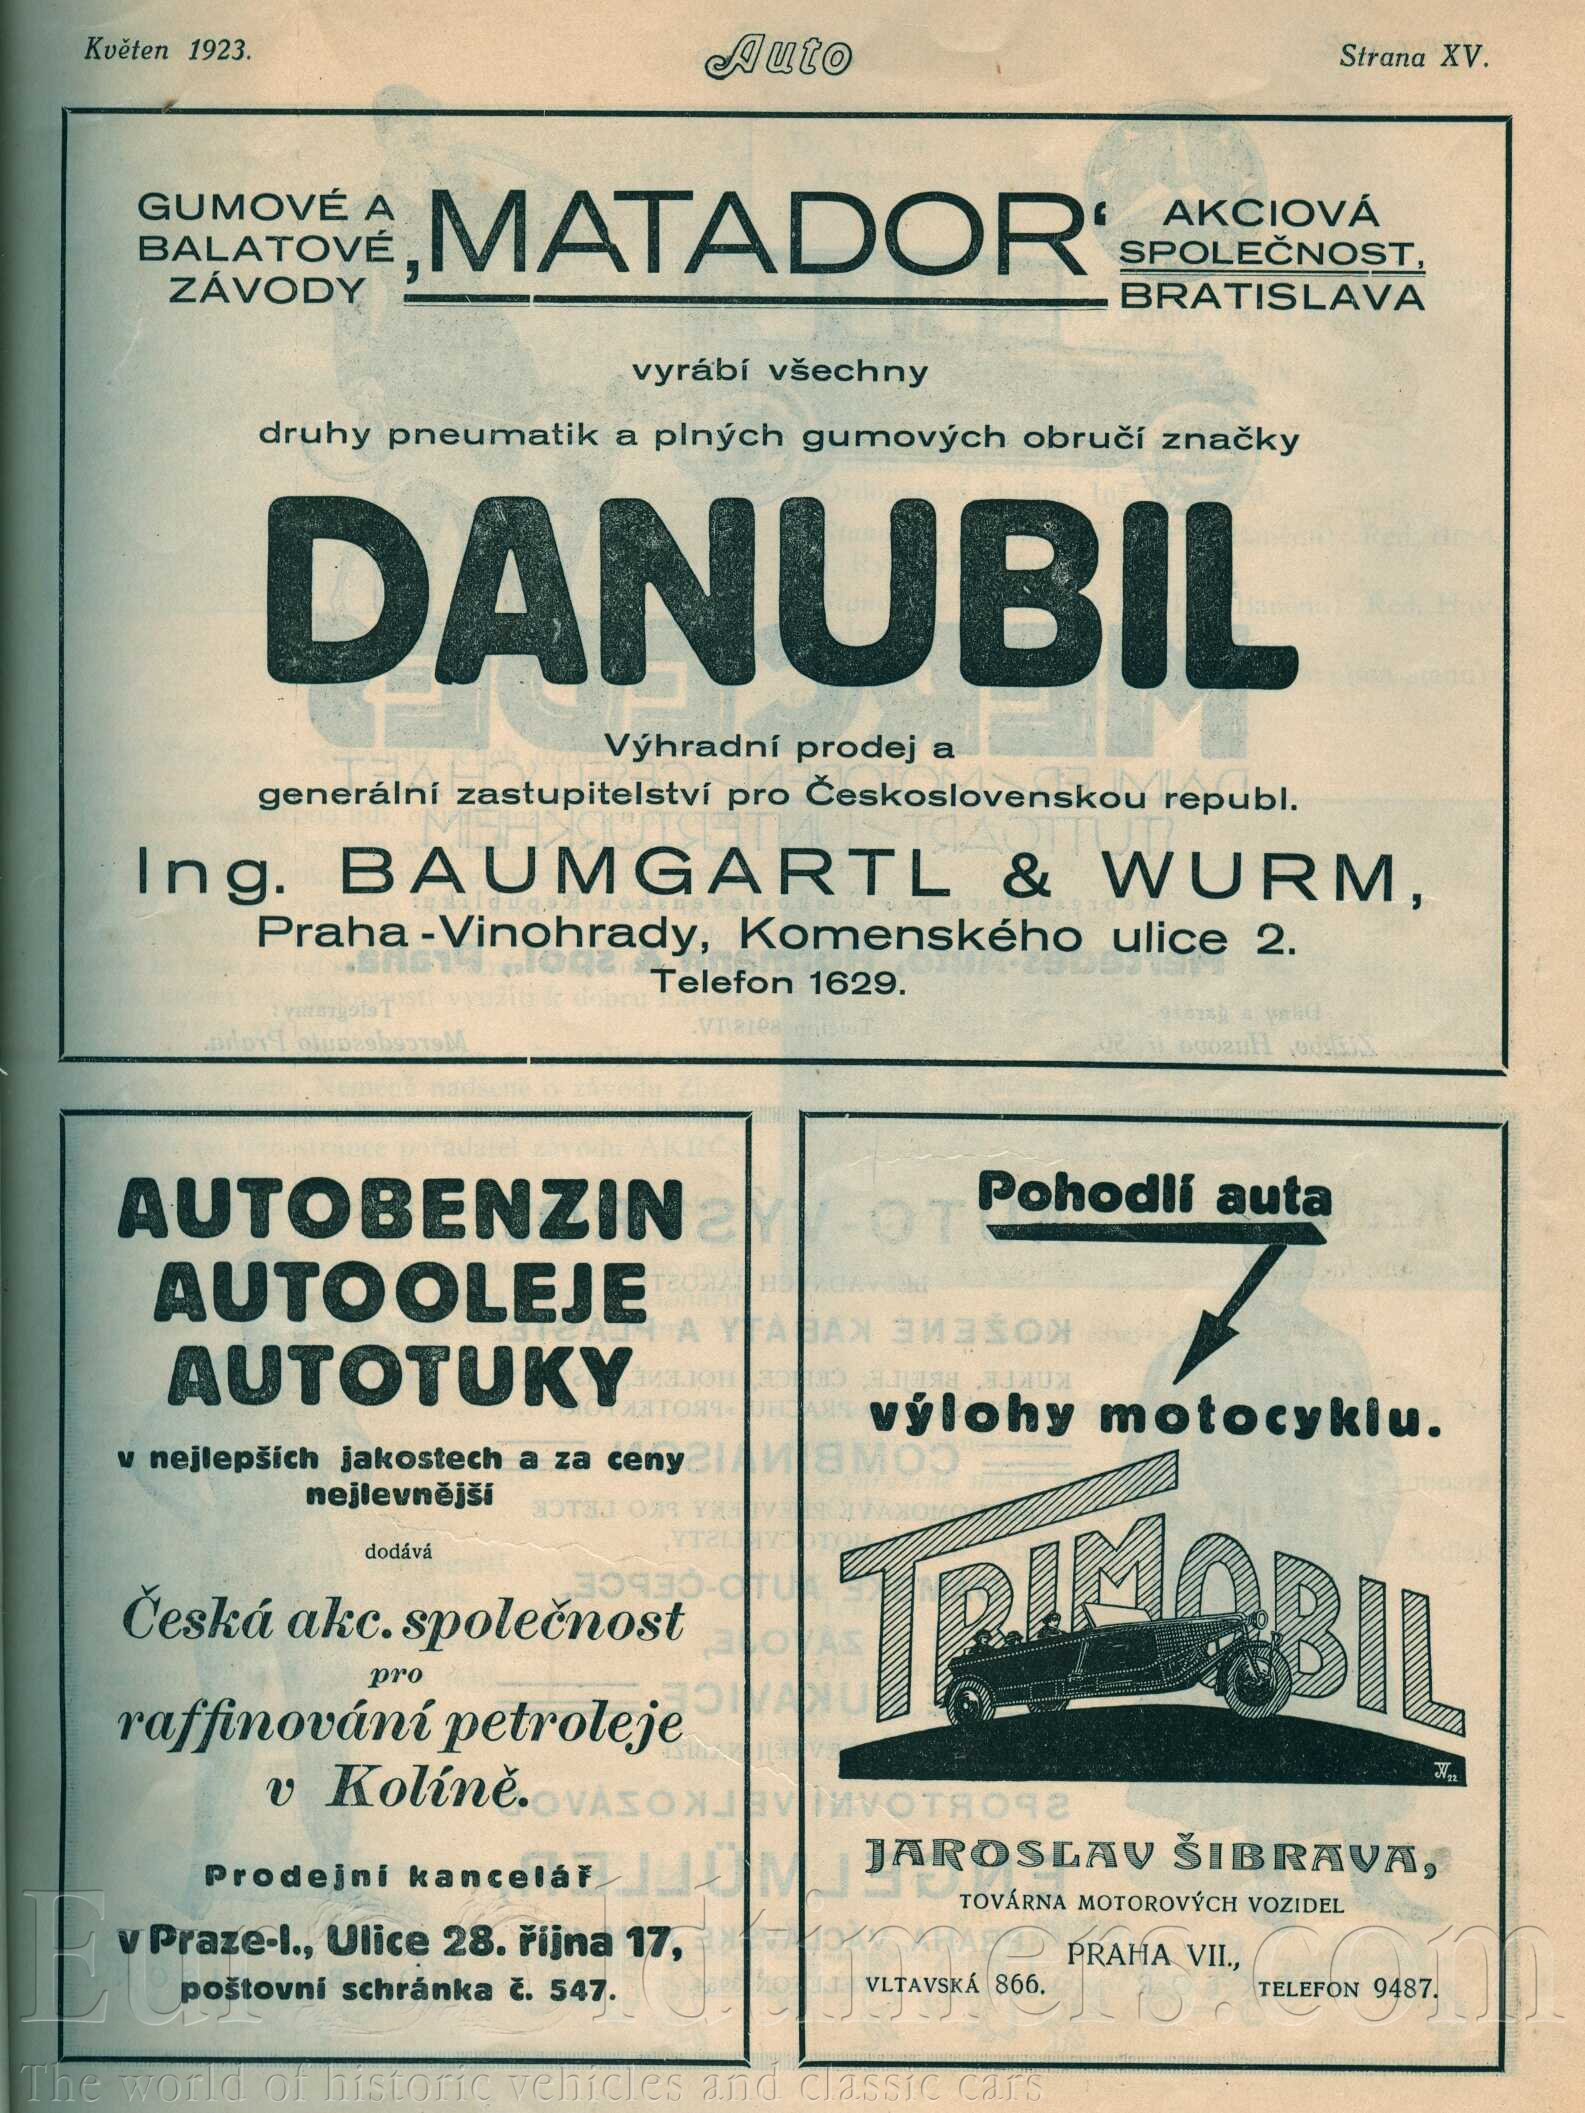 Květen 1923.
Auto
Strana XV.
GUMOVÉ A
BALATOVÉ
ZÁVODY
‚MATADOR‘
AKCIOVÁ
SPOLEČNOST,
BRATISLAVA
vyrábí všechny
druhy pneumatik a plných gumových obručí značky
DANUBIL
Výhradní prodej a
generální zastupitelství pro Československou republ.
Ing. BAUMGARTL & WURM,
Praha-Vinohrady, Komenského ulice 2.
Telefon 1629.
AUTOBENZIN
AUTOOLEJE
AUTOTUKY
v nejlepších jakostech a za ceny
nejlevnější
dodává
Česká akc. společnost
pro
raffinování petroleje
v Kolíně.
Prodejní kancelář
v Praze-I., Ulice 28. října 17,
poštovní schránka č. 547.
Pohodlí auta
výlohy motocyklu.
TRIMOBIL
JAROSLAV ŠIBRAVA,
TOVÁRNA MOTOROVÝCH VOZIDEL
PRAHA VII.,
VLTAVSKÁ 866.
TELEFON 9487.
EuroOldtimers.com
The world of historic vehicles and classic cars